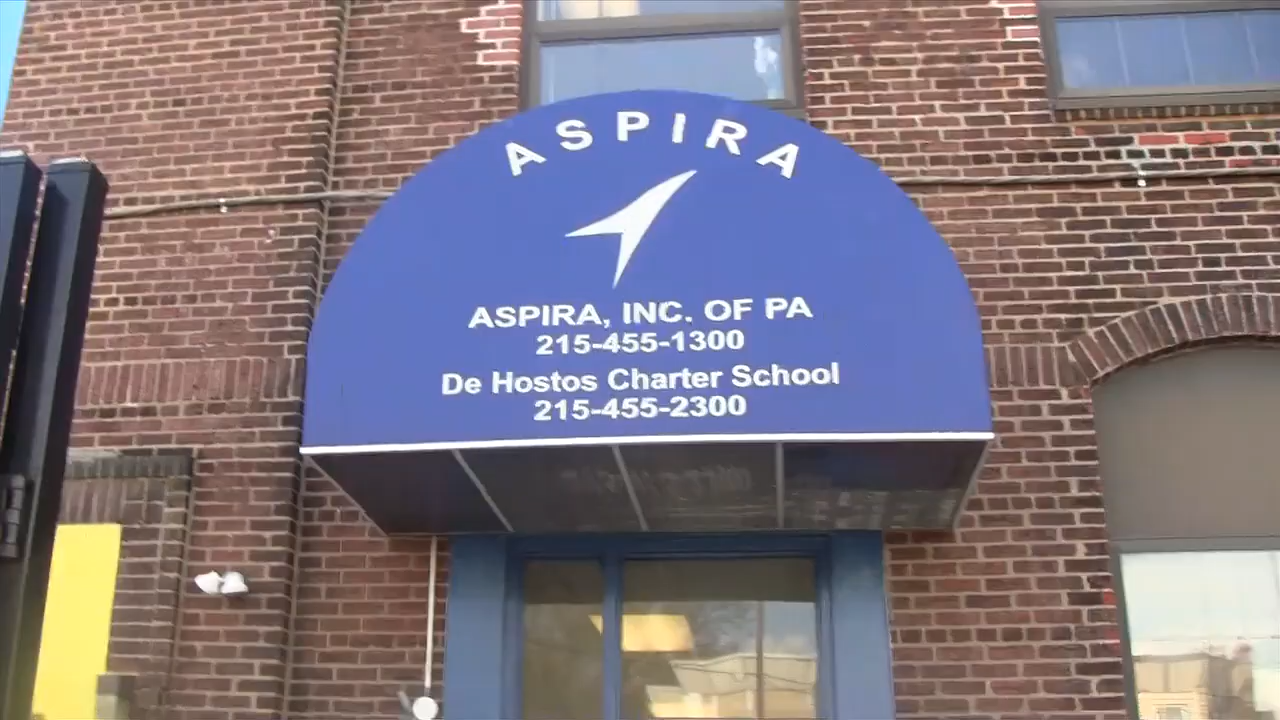 ASPIRA
ASPIRA, INC. OF PA
215-455-1300
De Hostos Charter School
215-455-2300